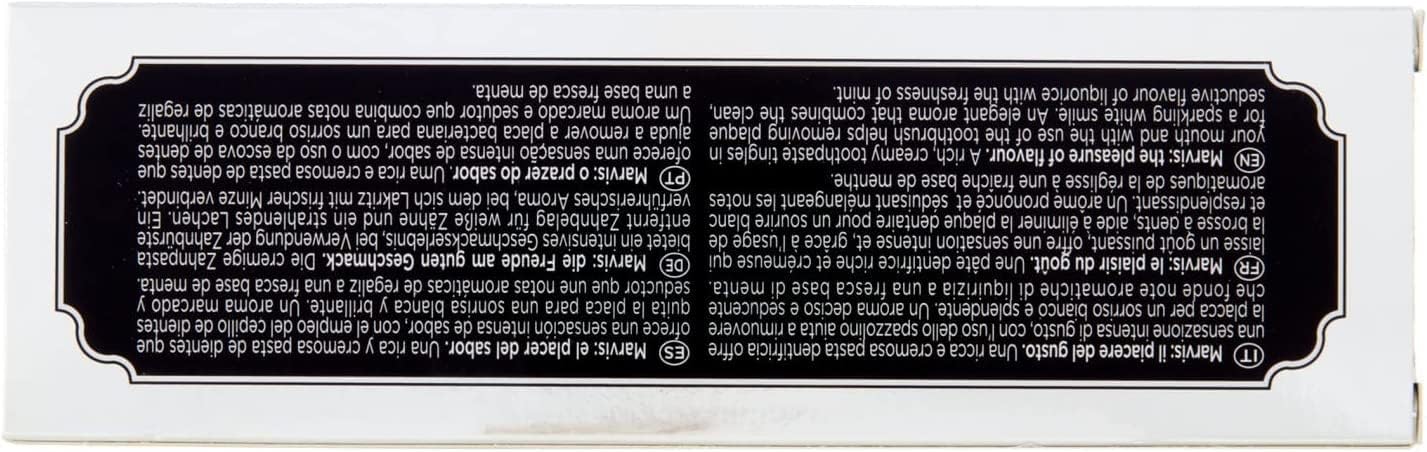 IT Marvis: il piacere del gusto. Una ricca e cremosa pasta dentifricia offre
una sensazione intensa di gusto, con l'uso dello spazzolino aiuta a rimuovere
la placca per un sorriso bianco e splendente. Un aroma deciso e seducente
che fonde note aromatiche di liquirizia a una fresca base di menta.
FR Marvis: le plaisir du goût. Une pâte dentifrice riche et crémeuse qui
laisse un goût puissant, offre une sensation intense et, grâce à l'usage de
la brosse à dents, aide à éliminer la plaque dentaire pour un sourire blanc
et resplendissant. Un arôme prononcé et séduisant mélangeant les notes
aromatiques de la réglisse à une fraîche base de menthe.
EN Marvis: the pleasure of flavour. A rich, creamy toothpaste tingles in
your mouth and with the use of the toothbrush helps removing plaque
for a sparkling white smile. An elegant aroma that combines the clean,
seductive flavour of liquorice with the freshness of mint.
ES Marvis: el placer del sabor. Una rica y cremosa pasta de dientes que
ofrece una sensación intensa de sabor, con el empleo del cepillo de dientes
quita la placa para una sonrisa blanca y brillante. Un aroma marcado y
seductor que une notas aromáticas de regaliz a una fresca base de menta.
DE Marvis: die Freude am guten Geschmack. Die cremige Zahnpasta
bietet ein intensives Geschmackserlebnis, bei Verwendung der Zahnbürste
entfernt Zahnbelag für weiße Zähne und ein strahlendes Lachen. Ein
verführerisches Aroma, bei dem sich Lakritz mit frischer Minze verbindet.
PT Marvis: o prazer do sabor. Uma rica e cremosa pasta de dentes que
oferece uma sensação intensa de sabor, com o uso da escova de dentes
ajuda a remover a placa bacteriana para um sorriso branco e brilhante.
Um aroma marcado e sedutor que combina notas aromáticas de regaliz
a uma base fresca de menta.